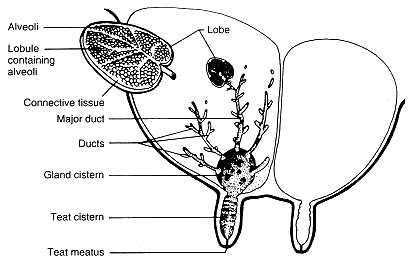 Alveoli
Lobe
Lobule
containing
alveoli
Connective tissue
Major duct
Ducts
Gland cistern
Teat cistern
Teat meatus